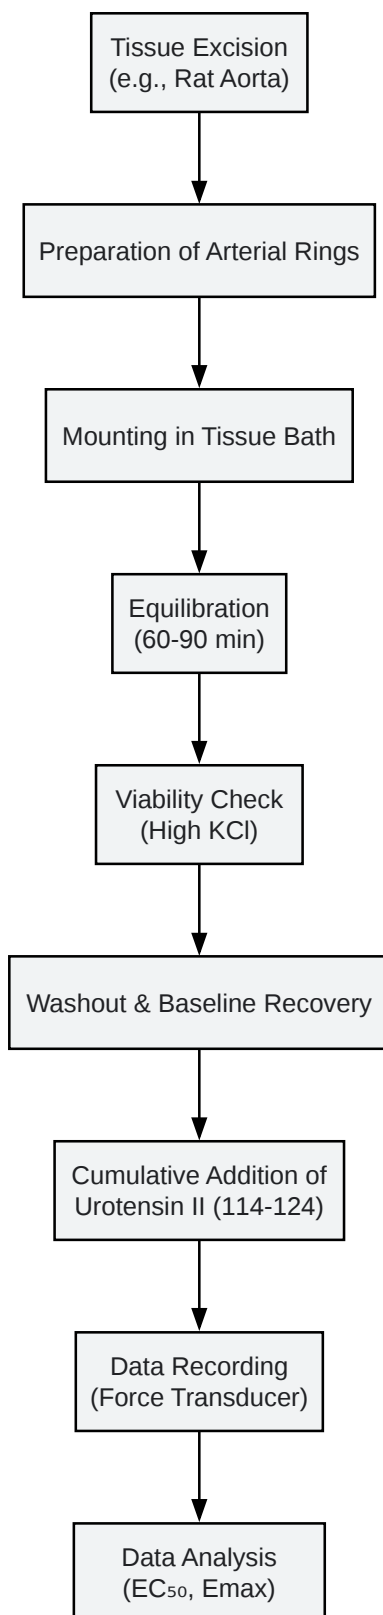 Tissue Excision
(e.g., Rat Aorta)
Preparation of Arterial Rings
Mounting in Tissue Bath
Equilibration
(60-90 min)
Viability Check
(High KCl)
Washout & Baseline Recovery
Cumulative Addition of
Urotensin II (114-124)
Data Recording
(Force Transducer)
Data Analysis
(EC₅₀, Emax)